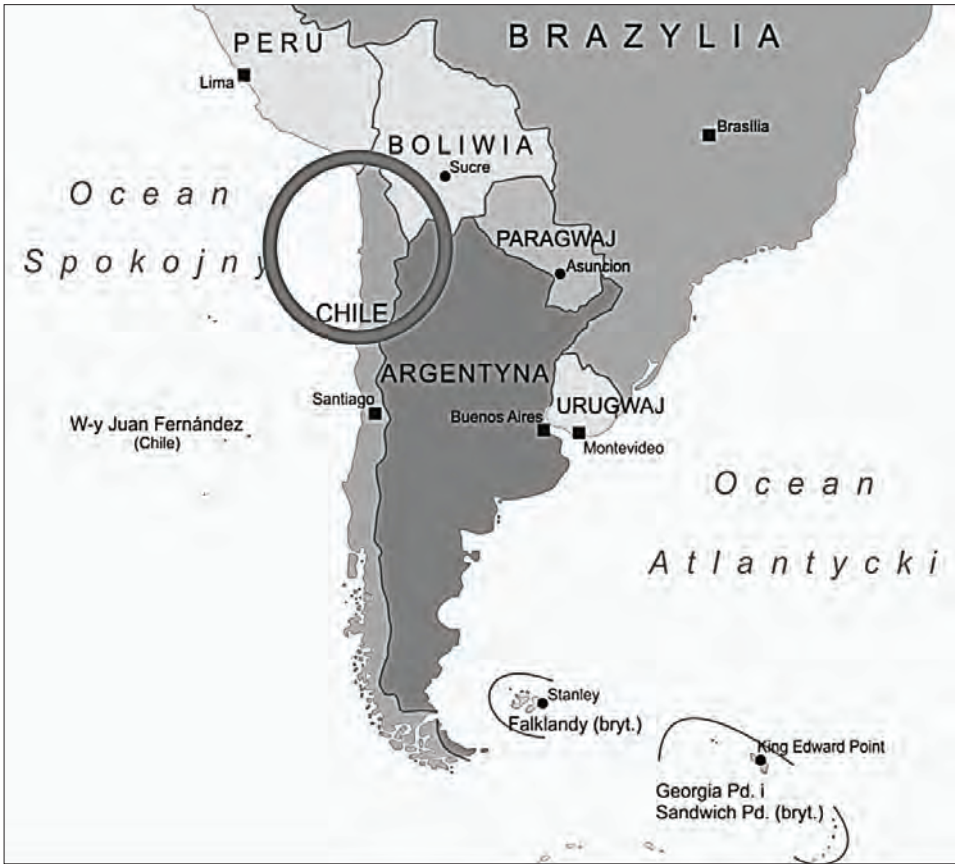 PERU
BRAZYLIA
Lima
Brasília
BOLIWIA
Sucre
Ocean
Spokojny
PARAGWAJ
Asuncion
CHILE
ARGENTYNA
Santiago
Buenos Aires
URUGWAJ
Montevideo
W-y Juan Fernández
(Chile)
Ocean
Atlantycki
Stanley
Falklandy (bryt.)
King Edward Point
Georgia Pd. i
Sandwich Pd. (bryt.)